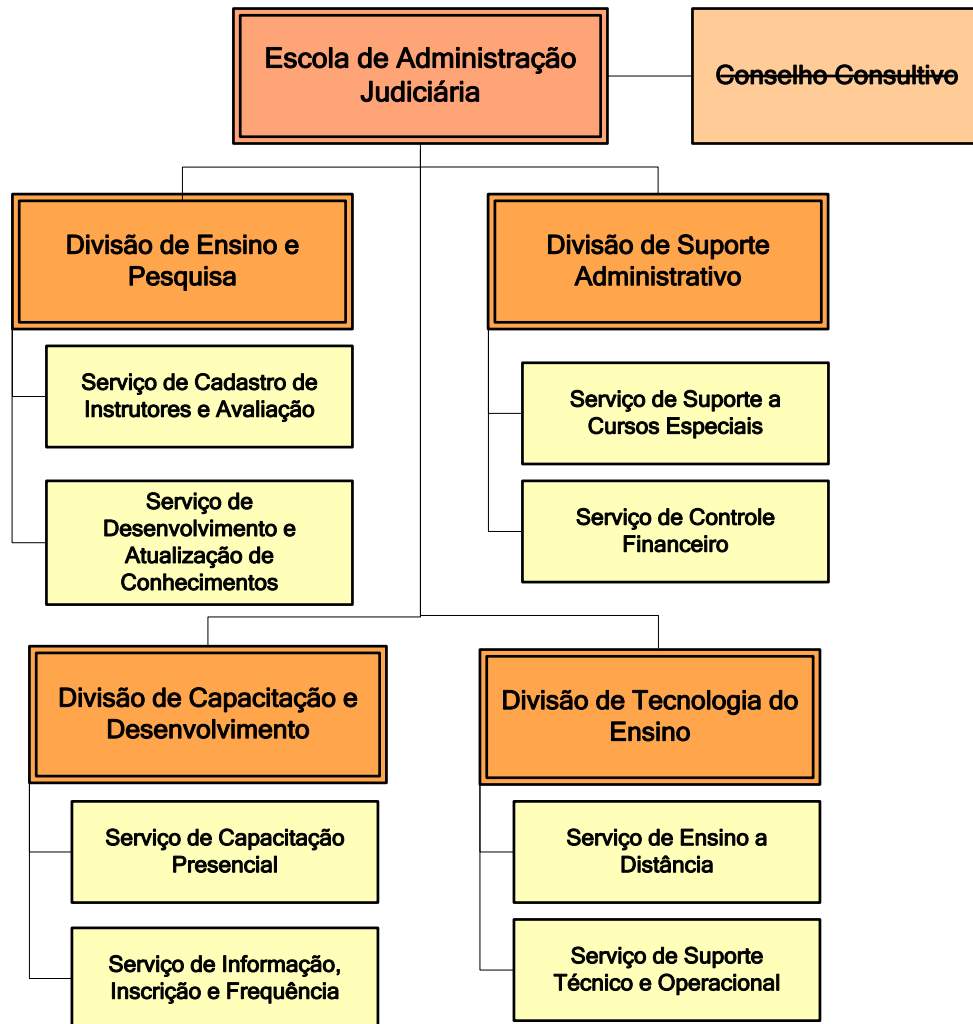 Escola de Administração
Judiciária
Conselho Consultivo
Divisão de Ensino e
Pesquisa
Divisão de Suporte
Administrativo
Serviço de Cadastro de
Instrutores e Avaliação
Serviço de Suporte a
Cursos Especiais
Serviço de
Desenvolvimento e
Atualização de
Conhecimentos
Serviço de Controle
Financeiro
Divisão de Capacitação e
Desenvolvimento
Divisão de Tecnologia do
Ensino
Serviço de Capacitação
Presencial
Serviço de Ensino a
Distância
Serviço de Informação,
Inscrição e Frequência
Serviço de Suporte
Técnico e Operacional